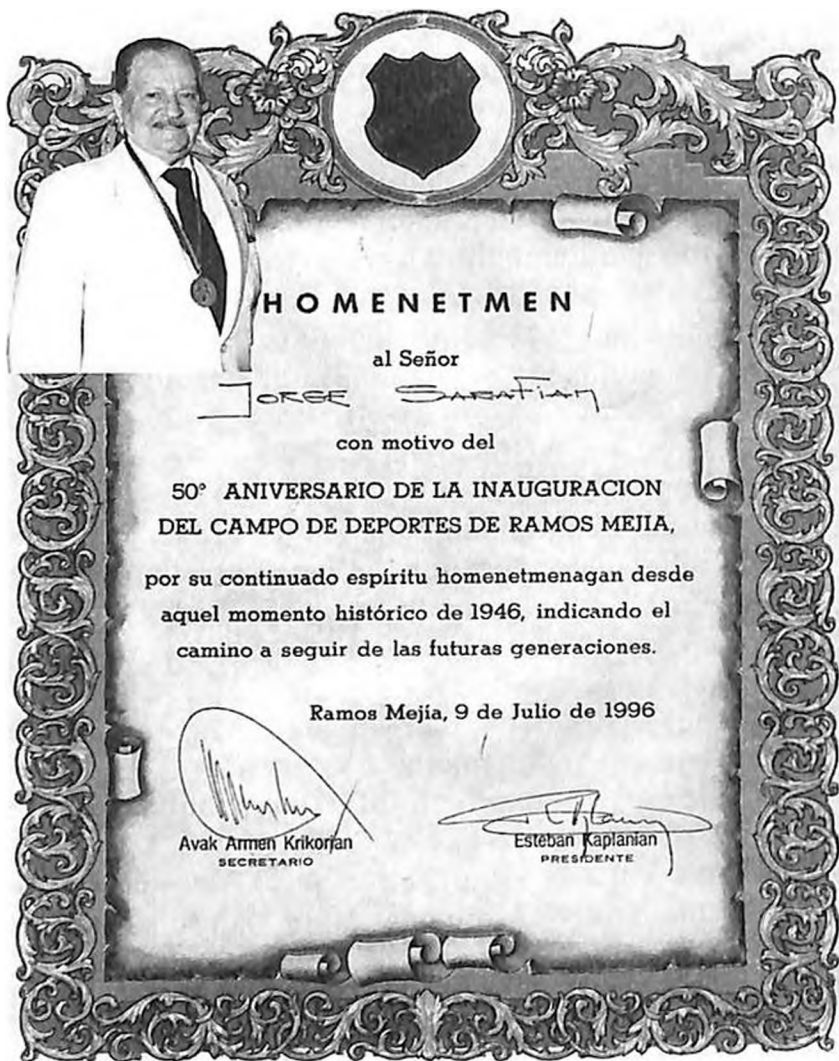 HOMENETMEN
al Señor
JORGE SARAFIAN
con motivo del
50° ANIVERSARIO DE LA INAUGURACION
DEL CAMPO DE DEPORTES DE RAMOS MEJIA,
por su continuado espíritu homenetmenagan desde
aquel momento histórico de 1946, indicando el
camino a seguir de las futuras generaciones.
Ramos Mejía, 9 de Julio de 1996
Avak Armen Krikorian Esteban Kaplanian
SECRETARIO PRESIDENTE